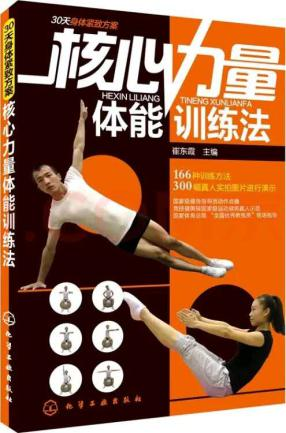 30天身体紧致方案
核心力量体能训练法
30天身体紧致方案
核心力量
HEXIN LILIANG
TINENG XUNLIANFA
体能训练法
崔东霞 主编
166种训练方法
300幅真人实拍图片进行演示
化学工业出版社